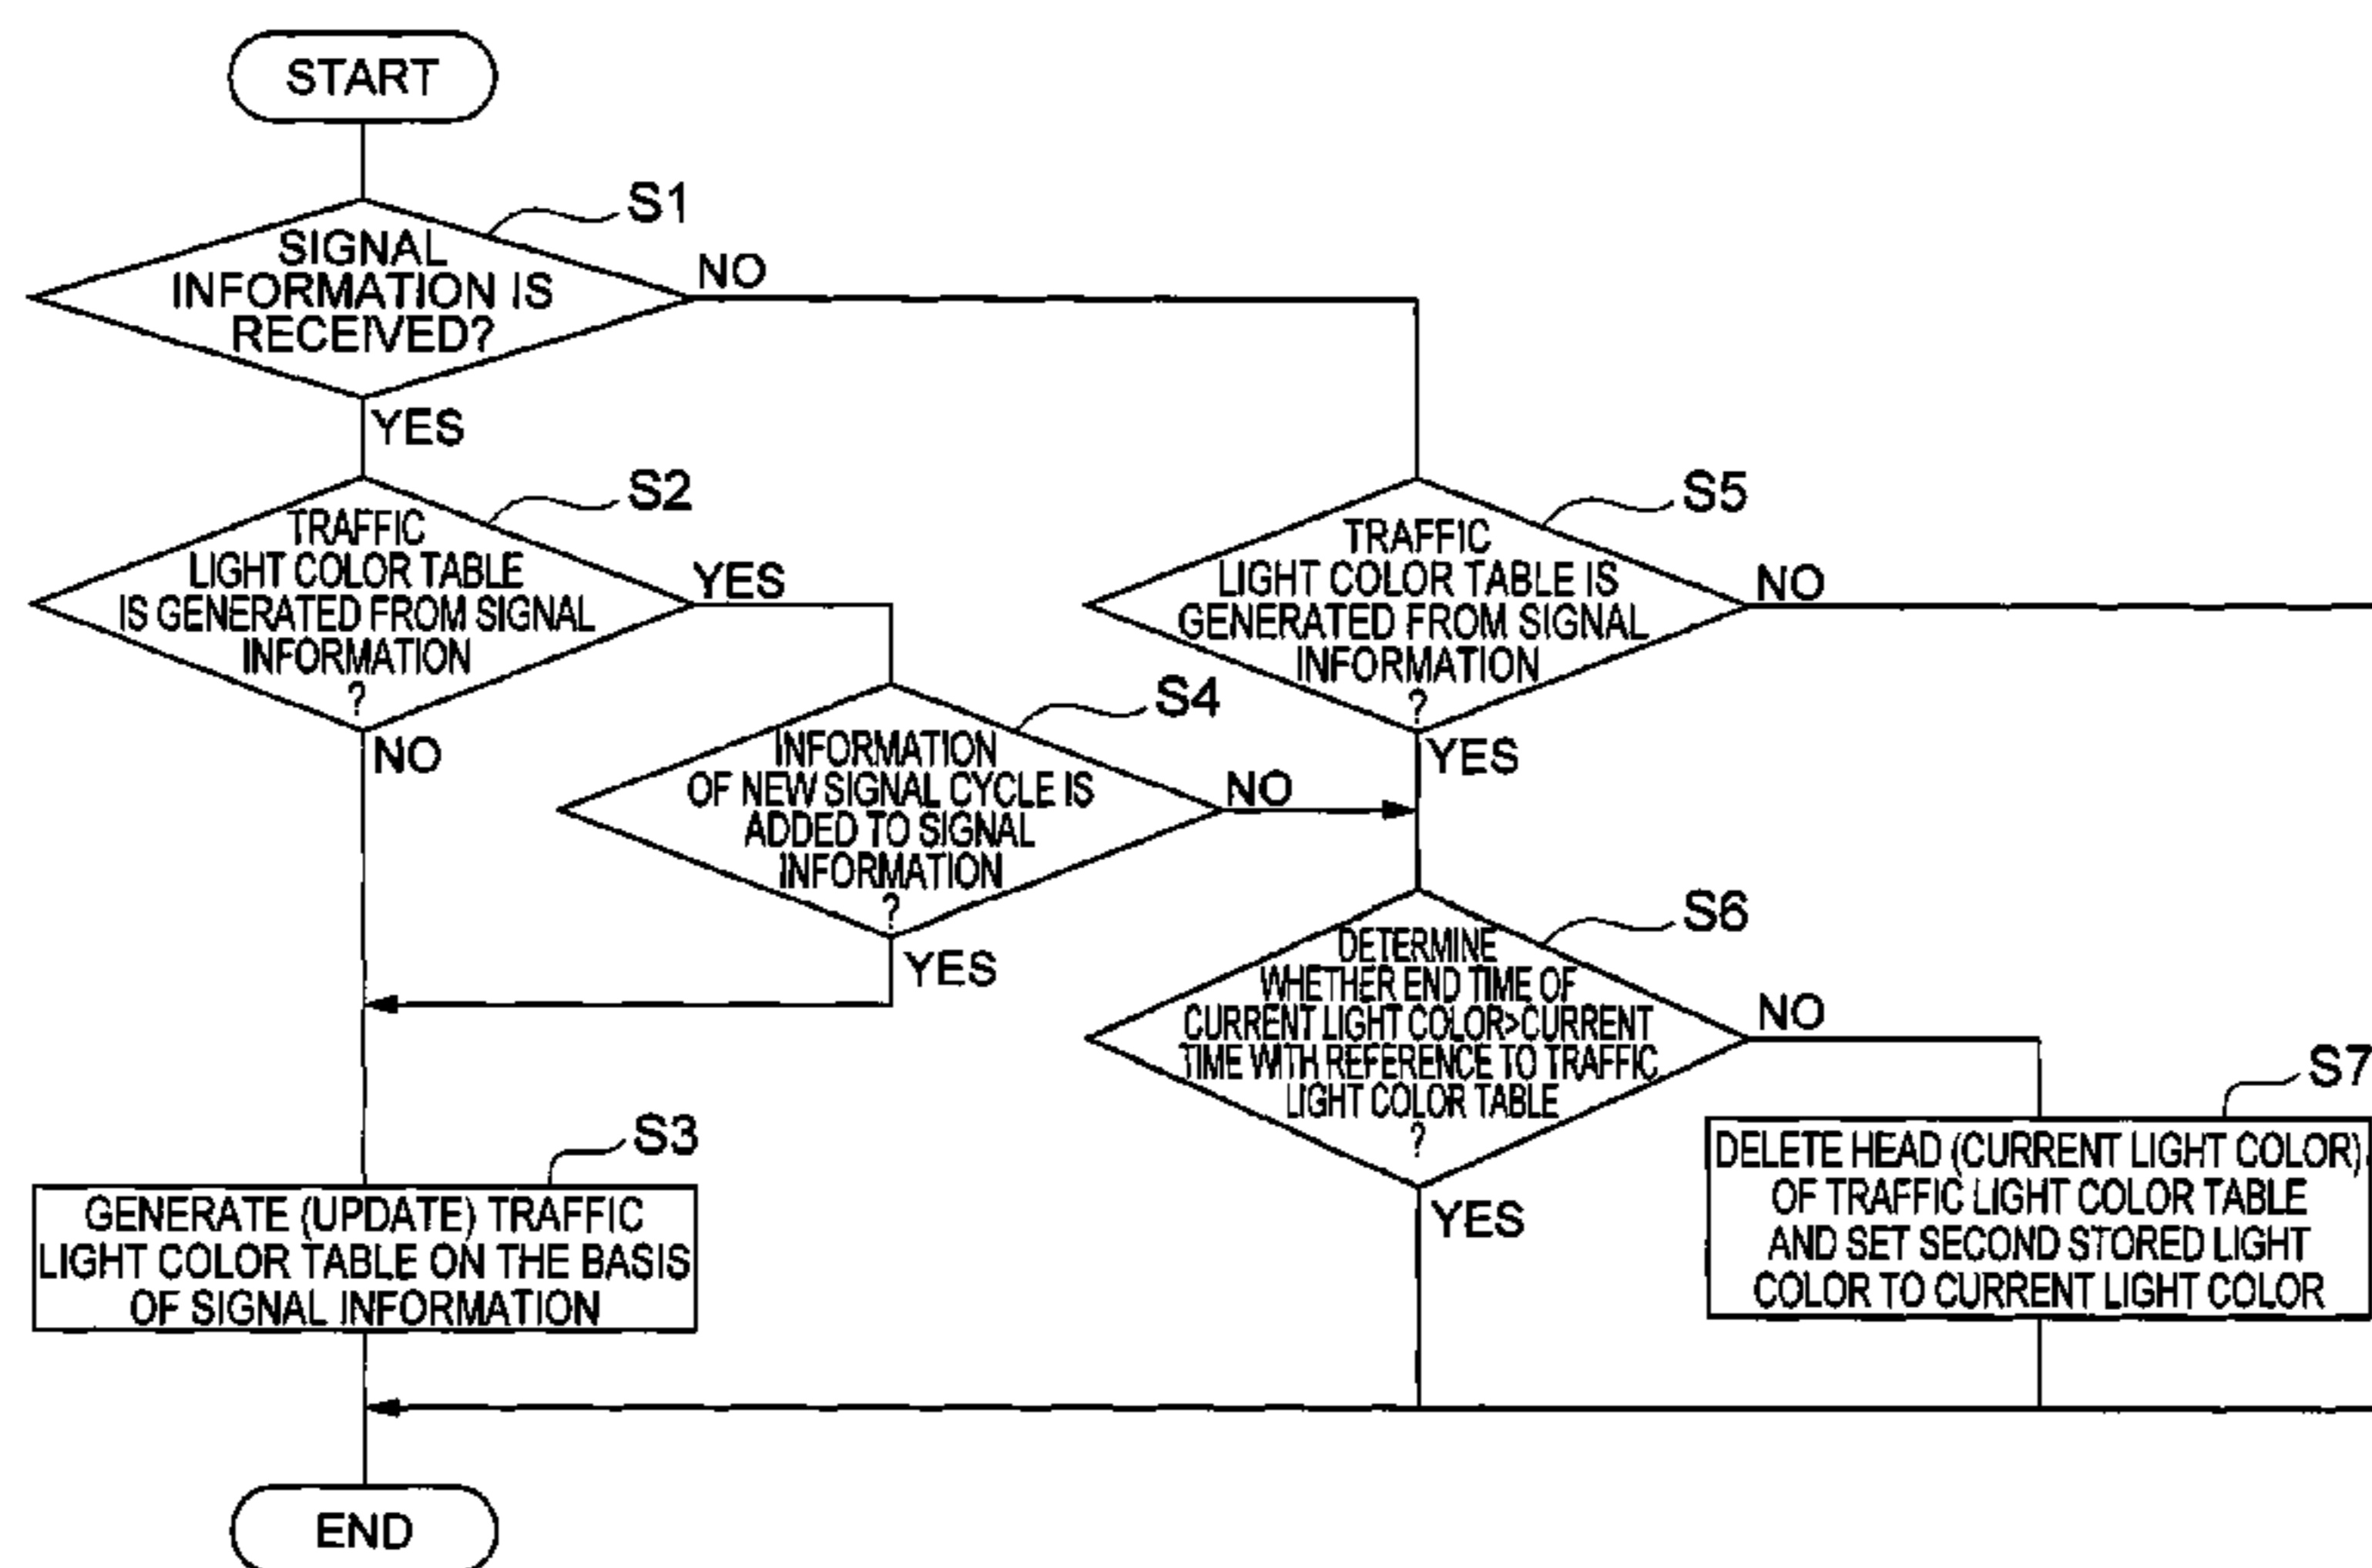 START
S1
SIGNAL
INFORMATION IS
RECEIVED?
NO
YES
S2
TRAFFIC
LIGHT COLOR TABLE
IS GENERATED FROM SIGNAL
INFORMATION
?
YES
NO
S5
TRAFFIC
LIGHT COLOR TABLE IS
GENERATED FROM SIGNAL
INFORMATION
?
NO
YES
S4
INFORMATION
OF NEW SIGNAL CYCLE IS
ADDED TO SIGNAL
INFORMATION
?
NO
YES
S6
DETERMINE
WHETHER END TIME OF
CURRENT LIGHT COLOR>CURRENT
TIME WITH REFERENCE TO TRAFFIC
LIGHT COLOR TABLE
?
NO
YES
S7
DELETE HEAD (CURRENT LIGHT COLOR)
OF TRAFFIC LIGHT COLOR TABLE
AND SET SECOND STORED LIGHT
COLOR TO CURRENT LIGHT COLOR
S3
GENERATE (UPDATE) TRAFFIC
LIGHT COLOR TABLE ON THE BASIS
OF SIGNAL INFORMATION
END